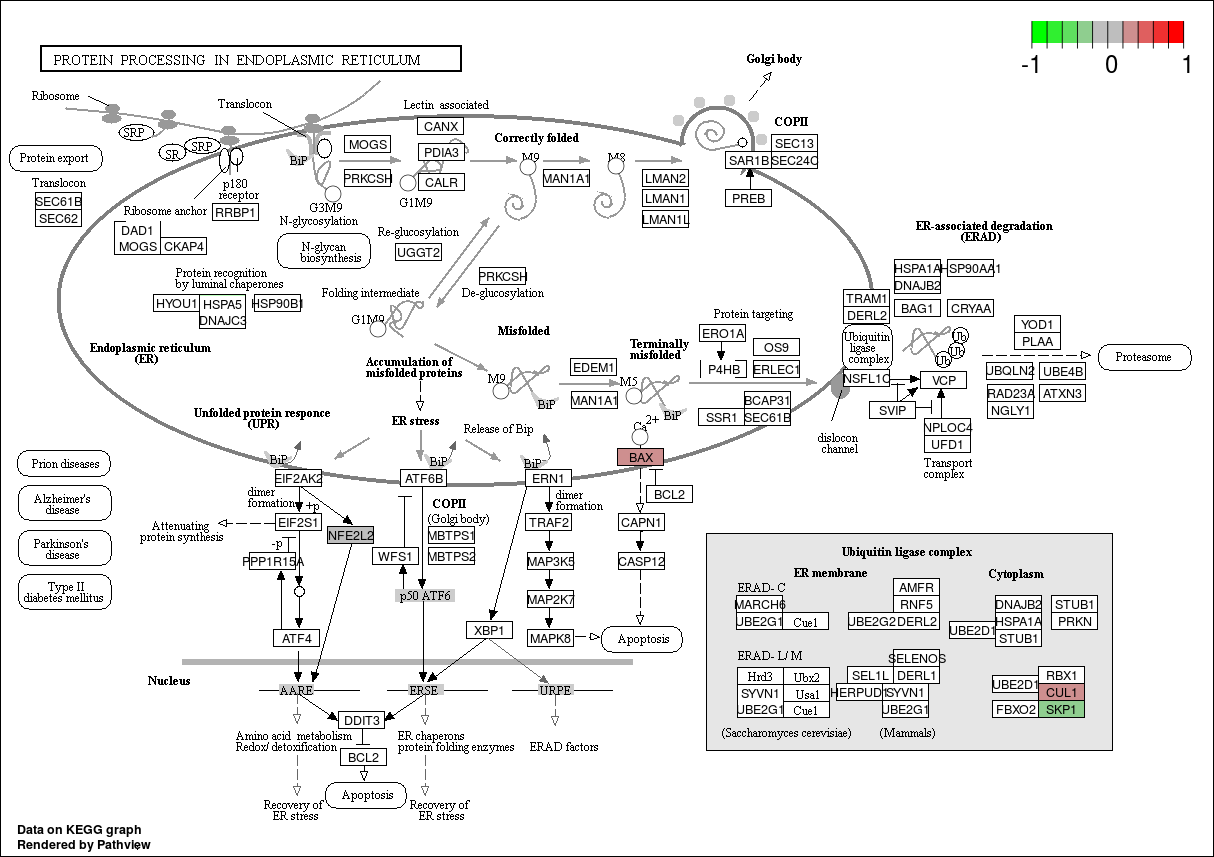 -1
0
1
PROTEIN PROCESSING IN ENDOPLASMIC RETICULUM
Golgi body
Ribosome
Translocon
Lectin associated
COPII
SRP
SRP
SR
BiP
MOGS
PRKCSH
CANX
PDIA3
CALR
Correctly folded
M9
M8
MAN1A1
LMAN2
LMAN1
LMAN1L
SEC13
SAR1B
SEC24C
PREB
Protein export
Translocon
SEC61B
SEC62
p180
receptor
RRBP1
Ribosome anchor
DAD1
MOGS
CKAP4
G3M9
N-glycosylation
G1M9
N-glycan
biosynthesis
Re-glucosylation
UGGT2
PRKCSH
De-glucosylation
Protein recognition
by luminal chaperones
HYOU1
HSPA5
HSP90B1
DNAJC3
Folding intermediate
G1M9
Endoplasmic reticulum
(ER)
Misfolded
Accumulation of
misfolded proteins
M9
BiP
EDEM1
MAN1A1
Terminally
misfolded
M5
BiP
Protein targeting
ERO1A
P4HB
OS9
ERLEC1
BCAP31
SSR1
SEC61B
ER-associated degradation
(ERAD)
HSPA1A
HSP90AA1
DNAJB2
BAG1
CRYAA
TRAM1
DERL2
Ubiquitin
ligase
complex
Ub
Ub
Ub
YOD1
PLAA
Proteasome
NSFL1C
VCP
UBQLN2
UBE4B
RAD23A
ATXN3
NGLY1
SVIP
NPLOC4
UFD1
Transport
complex
dislocon
channel
Unfolded protein responce
(UPR)
ER stress
Release of Bip
Ca2+
BAX
BCL2
CAPN1
CASP12
Apoptosis
BiP
BiP
BiP
EIF2AK2
ATF6B
ERN1
Prion diseases
Alzheimer's
disease
Parkinson's
disease
Type II
diabetes mellitus
dimer
formation
+p
EIF2S1
NFE2L2
Attenuating
protein synthesis
-p
PPP1R15A
ATF4
COPII
(Golgi body)
MBTPS1
MBTPS2
WFS1
p50 ATF6
dimer
formation
TRAF2
MAP3K5
MAP2K7
MAPK8
XBP1
Nucleus
AARE
ERSE
URPE
DDIT3
BCL2
Apoptosis
Amino acid metabolism
Redox/ detoxification
ER chaperons
protein folding enzymes
ERAD factors
Recovery of
ER stress
Recovery of
ER stress
Ubiquitin ligase complex
ER membrane
Cytoplasm
ERAD- C
MARCH6
UBE2G1
Cue1
AMFR
RNF5
UBE2G2
DERL2
DNAJB2
HSPA1A
UBE2D1
STUB1
STUB1
PRKN
ERAD- L/ M
Hrd3
Ubx2
SYVN1
Usa1
UBE2G1
Cue1
SELENOS
SEL1L
DERL1
HERPUD1
SYVN1
UBE2G1
RBX1
UBE2D1
CUL1
FBXO2
SKP1
(Saccharomyces cerevisiae)
(Mammals)
Data on KEGG graph
Rendered by Pathview